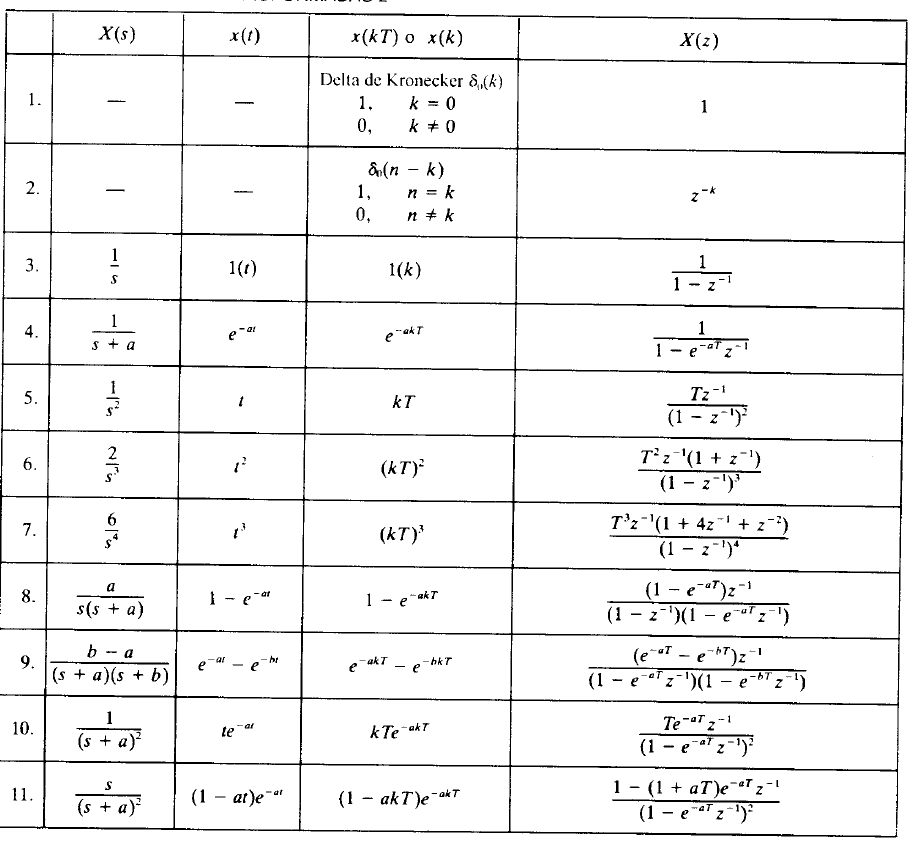 X(s) x(t) x(kT) o x(k) X(z)
1. — — Delta de Kronecker δ₀(k)
1, k = 0
0, k ≠ 0
1
2. — — δ₀(n − k)
1, n = k
0, n ≠ k
z⁻ᵏ
3. 1/s 1(t) 1(k) 1/(1 − z⁻¹)
4. 1/(s + a) e^(−at) e^(−akT) 1/(1 − e^(−aT) z⁻¹)
5. 1/s² t kT Tz⁻¹/(1 − z⁻¹)²
6. 2/s³ t² (kT)² T² z⁻¹(1 + z⁻¹)/(1 − z⁻¹)³
7. 6/s⁴ t³ (kT)³ T³z⁻¹(1 + 4z⁻¹ + z⁻²)/(1 − z⁻¹)⁴
8. a/(s(s + a)) 1 − e^(−at) 1 − e^(−akT) (1 − e^(−aT))z⁻¹/((1 − z⁻¹)(1 − e^(−aT) z⁻¹))
9. (b − a)/((s + a)(s + b)) e^(−at) − e^(−bt) e^(−akT) − e^(−bkT) (e^(−aT) − e^(−bT))z⁻¹/((1 − e^(−aT) z⁻¹)(1 − e^(−bT) z⁻¹))
10. 1/(s + a)² te^(−at) kTe^(−akT) Te^(−aT) z⁻¹/(1 − e^(−aT) z⁻¹)²
11. s/(s + a)² (1 − at)e^(−at) (1 − akT)e^(−akT) (1 − (1 + aT)e^(−aT) z⁻¹)/(1 − e^(−aT) z⁻¹)²